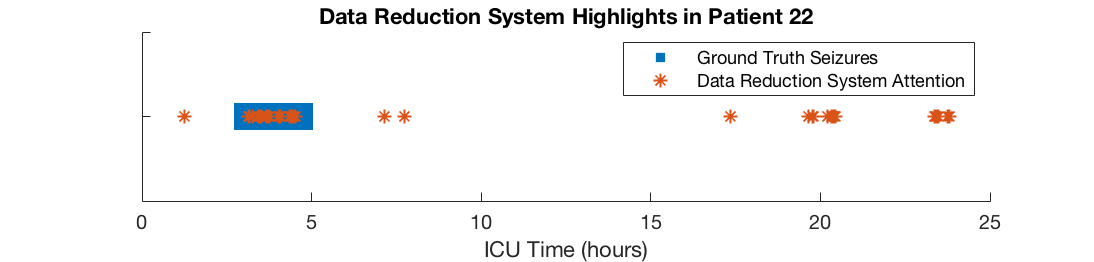 Data Reduction System Highlights in Patient 22
Ground Truth Seizures
Data Reduction System Attention
0 5 10 15 20 25
ICU Time (hours)